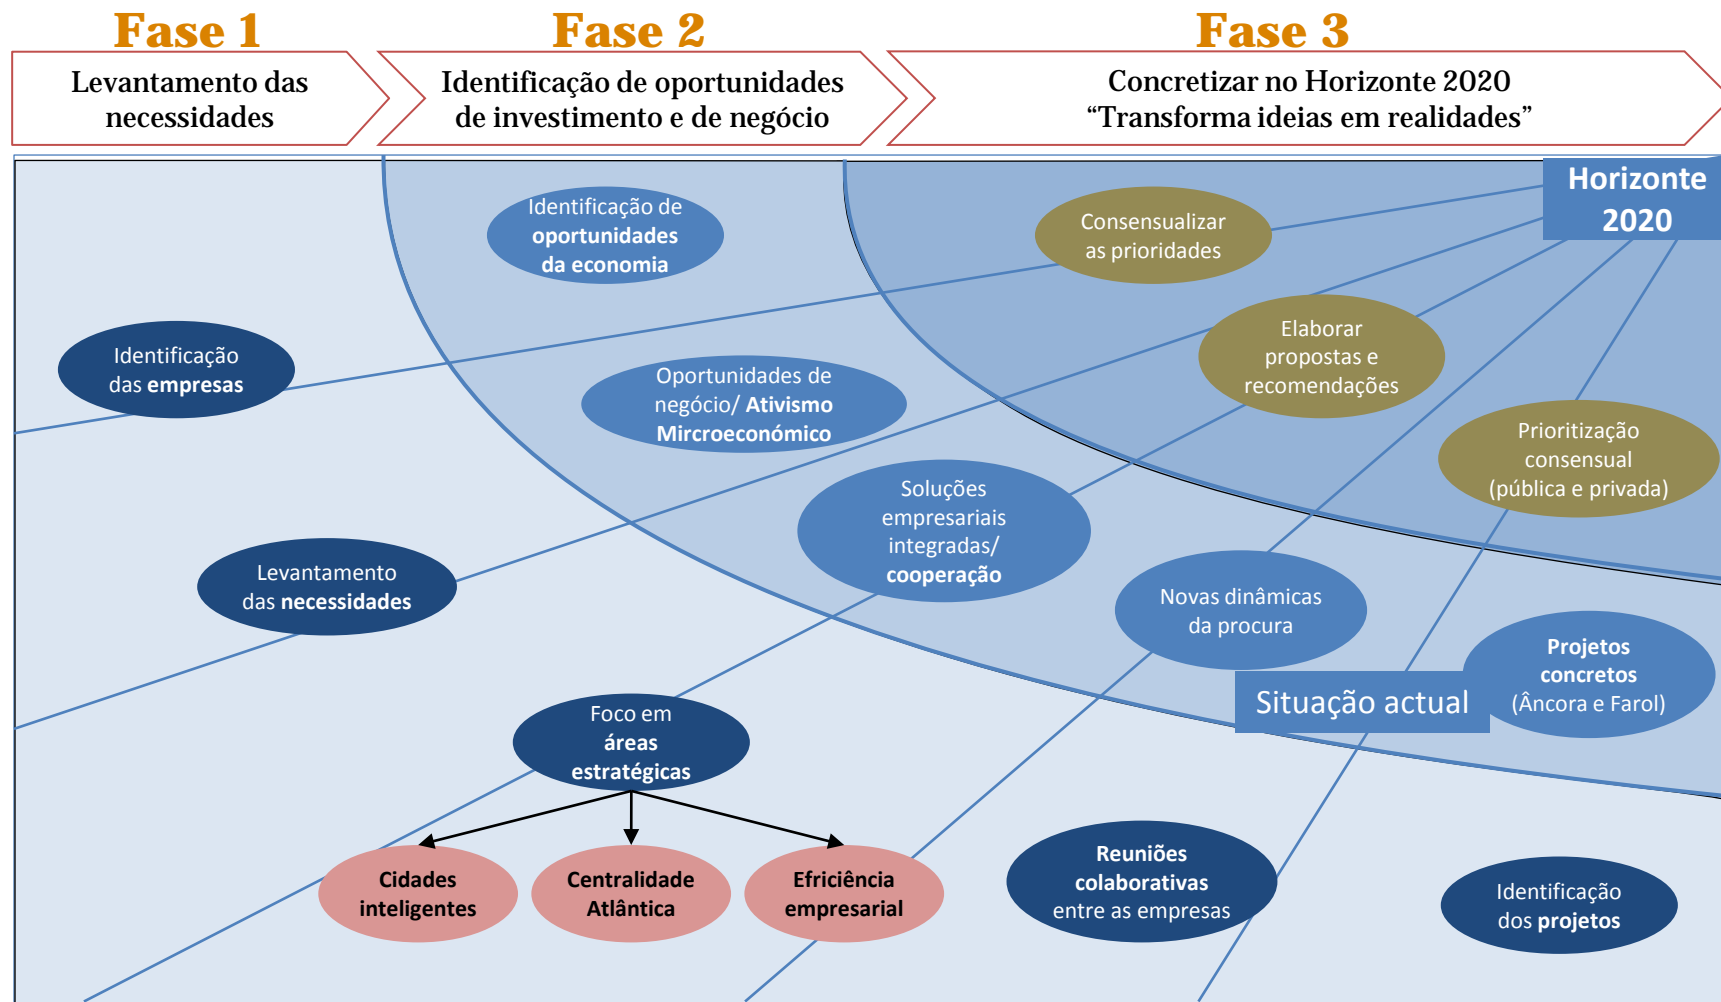 Fase 1
Levantamento das
necessidades
Fase 2
Identificação de oportunidades
de investimento e de negócio
Fase 3
Concretizar no Horizonte 2020
“Transforma ideias em realidades”
Horizonte
2020
Identificação de
oportunidades
da economia
Consensualizar
as prioridades
Identificação
das empresas
Oportunidades de
negócio/ Ativismo
Mircroeconómico
Elaborar
propostas e
recomendações
Prioritização
consensual
(pública e privada)
Soluções
empresariais
integradas/
cooperação
Levantamento
das necessidades
Novas dinâmicas
da procura
Projetos
concretos
(Âncora e Farol)
Situação actual
Foco em
áreas
estratégicas
Cidades
inteligentes
Centralidade
Atlântica
Efriciência
empresarial
Reuniões
colaborativas
entre as empresas
Identificação
dos projetos